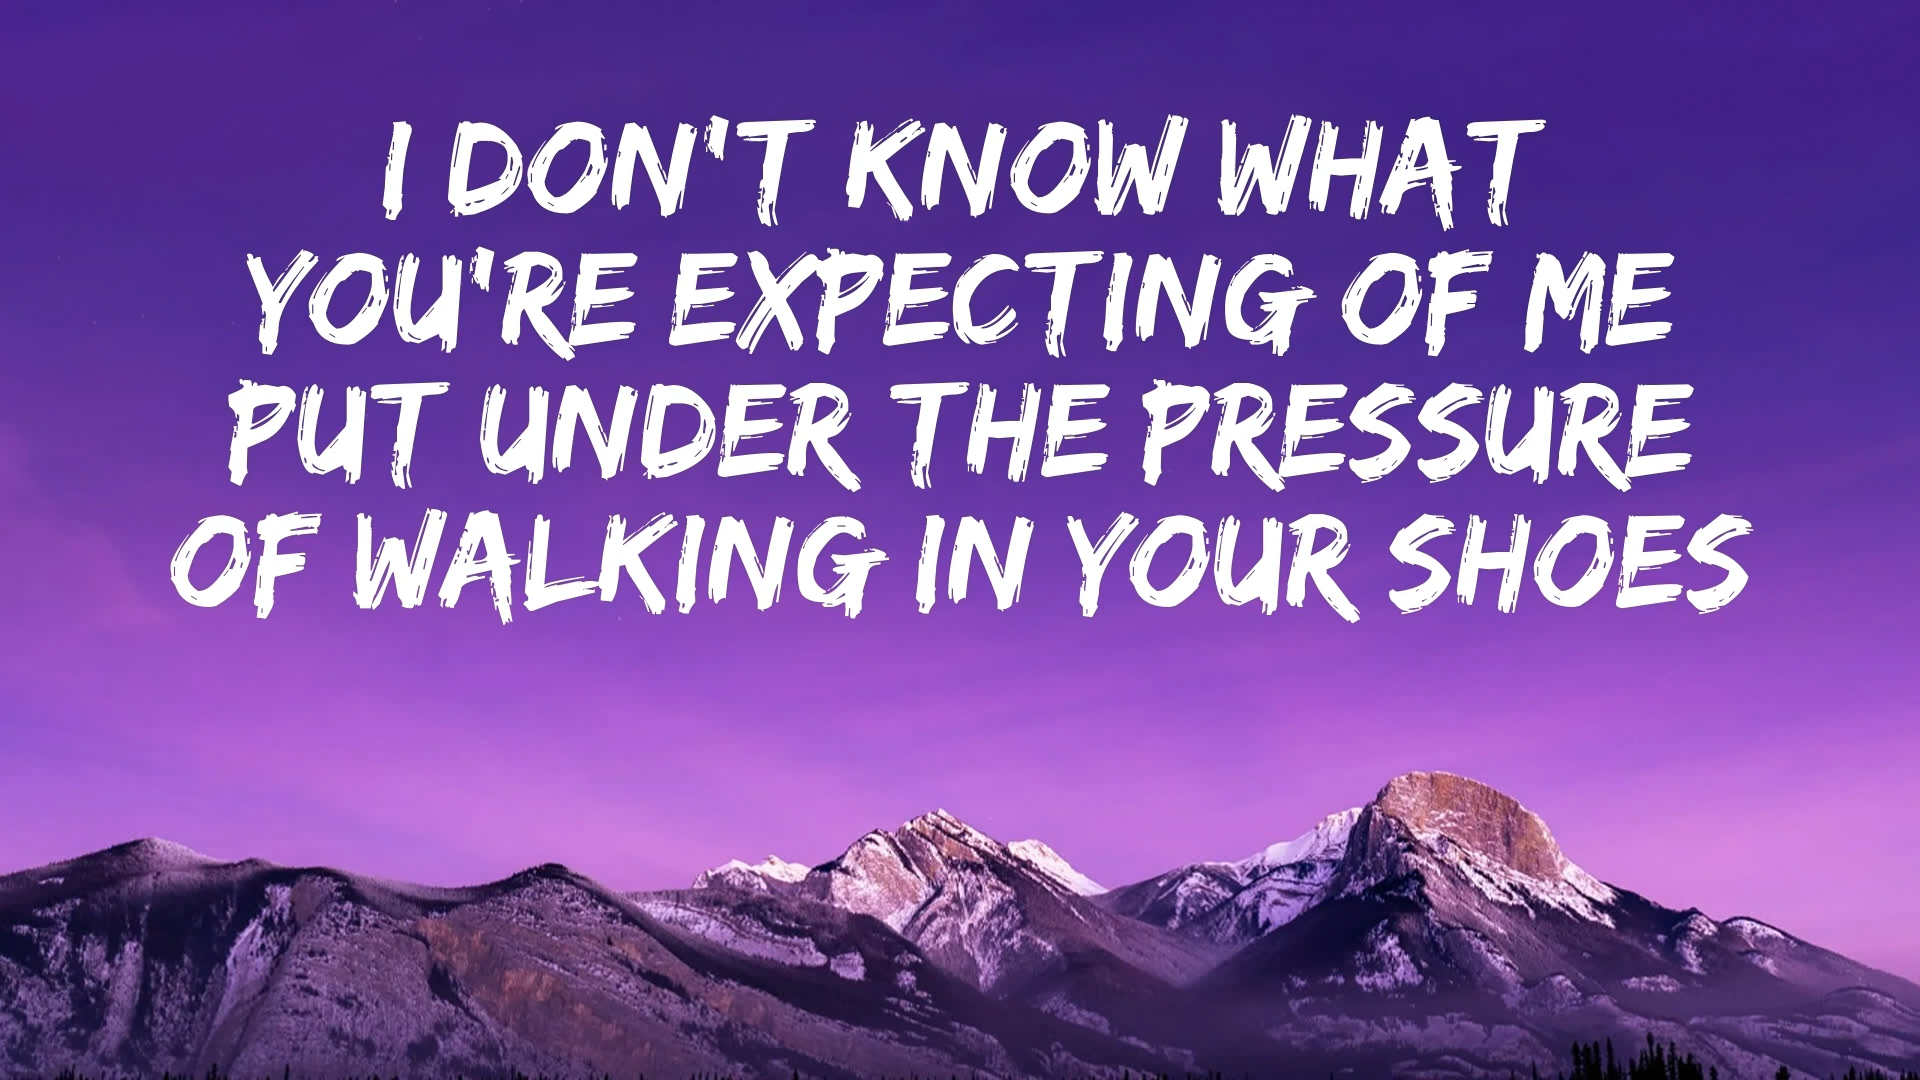 I DON'T KNOW WHAT
YOU'RE EXPECTING OF ME
PUT UNDER THE PRESSURE
OF WALKING IN YOUR SHOES